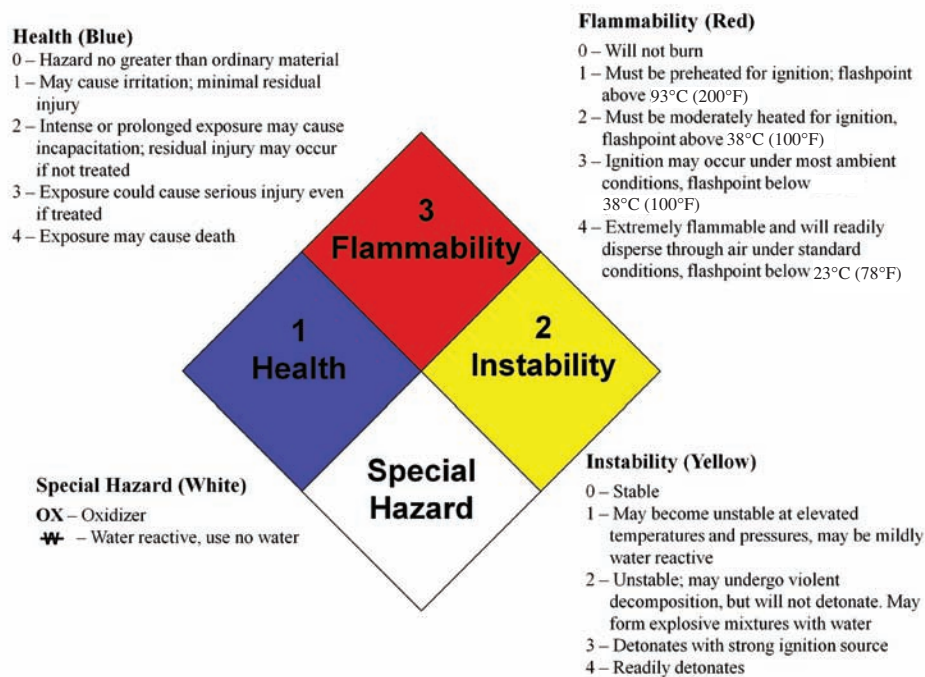 Health (Blue)
0 – Hazard no greater than ordinary material
1 – May cause irritation; minimal residual
injury
2 – Intense or prolonged exposure may cause
incapacitation; residual injury may occur
if not treated
3 – Exposure could cause serious injury even
if treated
4 – Exposure may cause death
Flammability (Red)
0 – Will not burn
1 – Must be preheated for ignition; flashpoint
above 93°C (200°F)
2 – Must be moderately heated for ignition,
flashpoint above 38°C (100°F)
3 – Ignition may occur under most ambient
conditions, flashpoint below
38°C (100°F)
4 – Extremely flammable and will readily
disperse through air under standard
conditions, flashpoint below 23°C (78°F)
3
Flammability
1
Health
2
Instability
Special
Hazard
Special Hazard (White)
OX – Oxidizer
W – Water reactive, use no water
Instability (Yellow)
0 – Stable
1 – May become unstable at elevated
temperatures and pressures, may be mildly
water reactive
2 – Unstable; may undergo violent
decomposition, but will not detonate. May
form explosive mixtures with water
3 – Detonates with strong ignition source
4 – Readily detonates